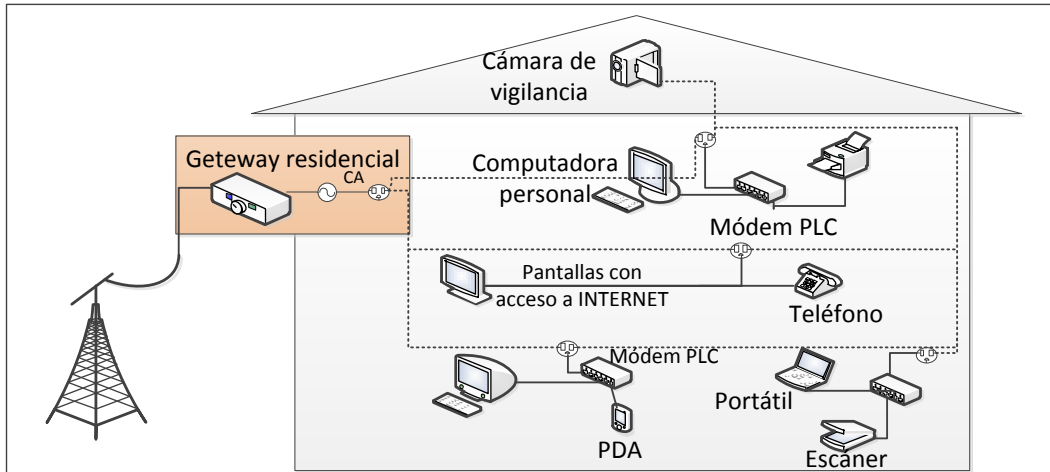 Cámara de
vigilancia
Geteway residencial
CA
Computadora
personal
Módem PLC
Pantallas con
acceso a INTERNET
Teléfono
Módem PLC
Portátil
PDA
Escáner